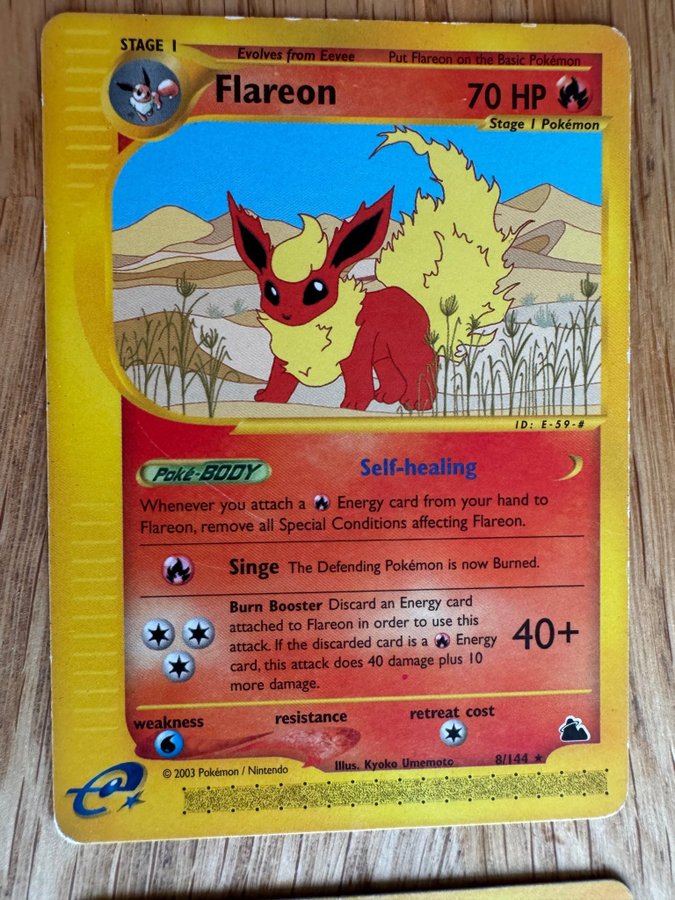 STAGE 1
Evolves from Eevee
Put Flareon on the Basic Pokémon
Flareon
70 HP
Stage 1 Pokémon
ID: E-59-#
Poké-BODY
Self-healing
Whenever you attach a Energy card from your hand to
Flareon, remove all Special Conditions affecting Flareon.
Singe The Defending Pokémon is now Burned.
Burn Booster Discard an Energy card
attached to Flareon in order to use this
attack. If the discarded card is a Energy
card, this attack does 40 damage plus 10
more damage.
40+
weakness
resistance
retreat cost
Illus. Kyoko Umemoto
8/144 ★
© 2003 Pokémon / Nintendo
e